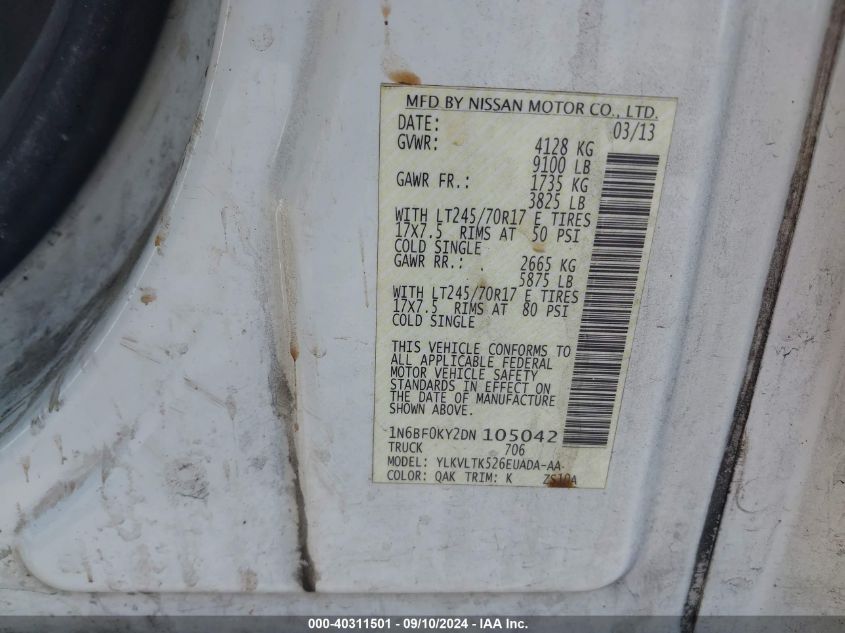 MFD BY NISSAN MOTOR CO., LTD.
DATE: 03/13
GVWR: 4128 KG
9100 LB
GAWR FR.: 1735 KG
3825 LB
WITH LT245/70R17 E TIRES
17X7.5 RIMS AT 50 PSI
COLD SINGLE
GAWR RR.: 2665 KG
5875 LB
WITH LT245/70R17 E TIRES
17X7.5 RIMS AT 80 PSI
COLD SINGLE
THIS VEHICLE CONFORMS TO
ALL APPLICABLE FEDERAL
MOTOR VEHICLE SAFETY
STANDARDS IN EFFECT ON
THE DATE OF MANUFACTURE
SHOWN ABOVE.
1N6BF0KY2DN 105042
TRUCK 706
MODEL: YLKVLTK526EUADA-AA-
COLOR: QAK TRIM: K ZS10A
000-40311501 - 09/10/2024 - IAA Inc.